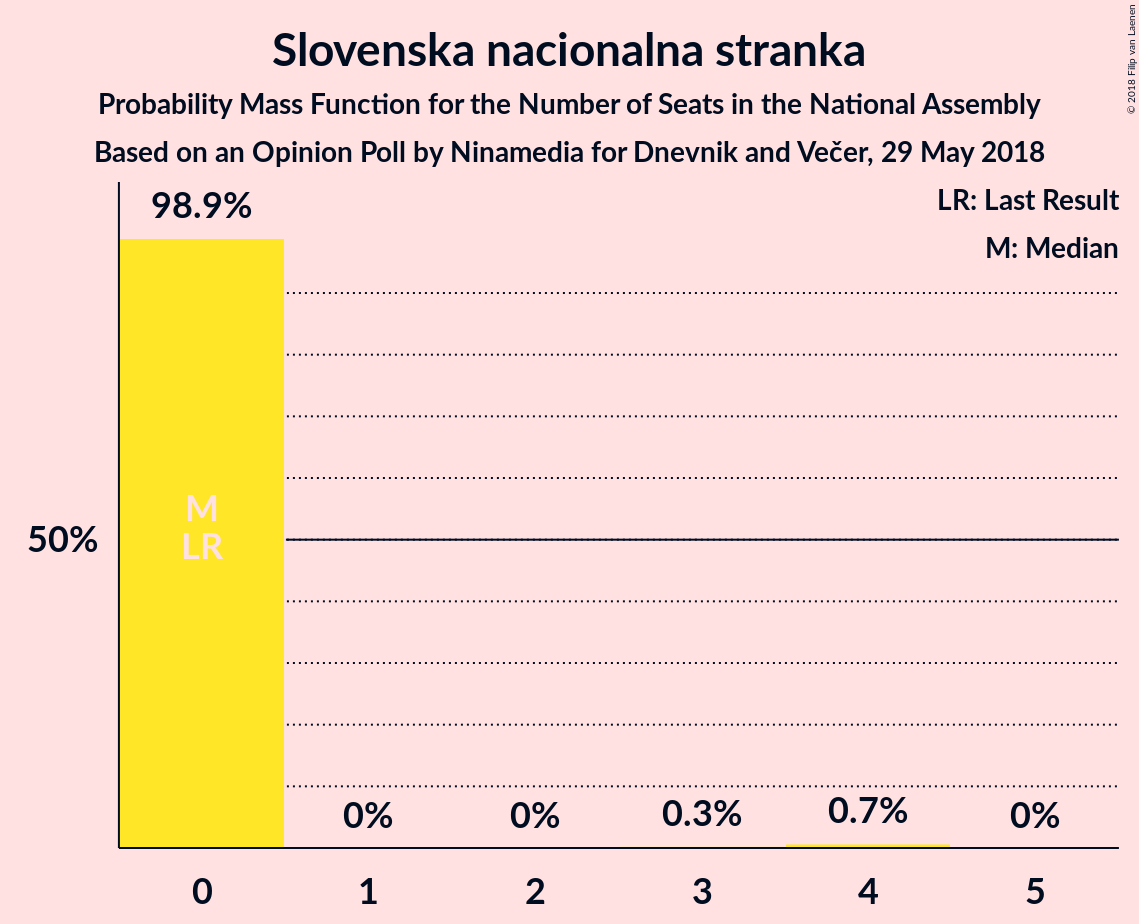 Slovenska nacionalna stranka
Probability Mass Function for the Number of Seats in the National Assembly
Based on an Opinion Poll by Ninamedia for Dnevnik and Večer, 29 May 2018
© 2018 Filip van Laenen
LR: Last Result
M: Median
98.9%
M
LR
50%
0%
0%
0.3%
0.7%
0%
0
1
2
3
4
5